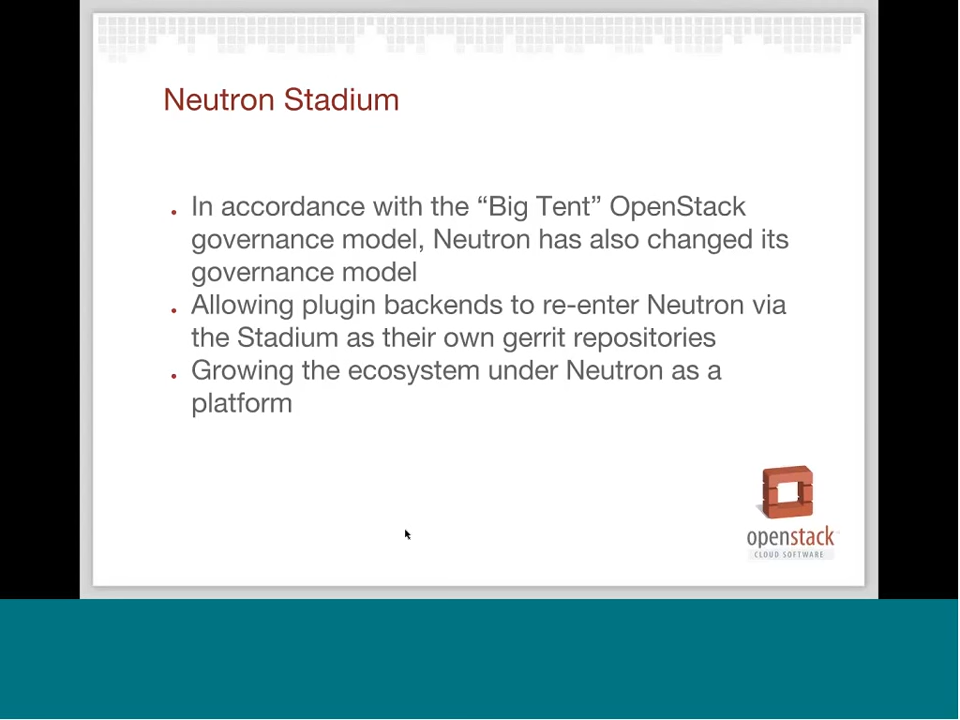 Neutron Stadium
. In accordance with the “Big Tent” OpenStack
governance model, Neutron has also changed its
governance model
. Allowing plugin backends to re-enter Neutron via
the Stadium as their own gerrit repositories
. Growing the ecosystem under Neutron as a
platform
openstack
CLOUD SOFTWARE